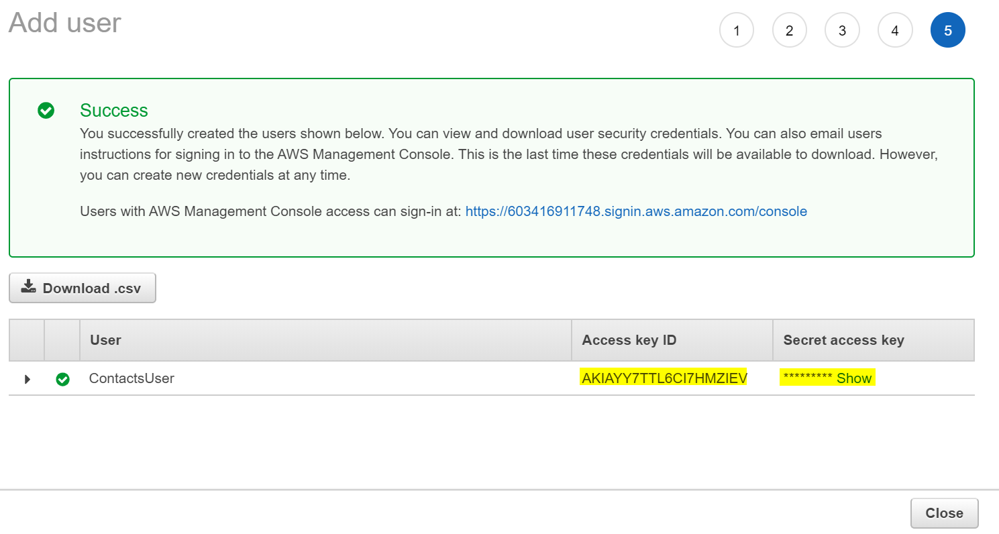 Add user
1 2 3 4 5
Success
You successfully created the users shown below. You can view and download user security credentials. You can also email users
instructions for signing in to the AWS Management Console. This is the last time these credentials will be available to download. However,
you can create new credentials at any time.
Users with AWS Management Console access can sign-in at: https://603416911748.signin.aws.amazon.com/console
Download .csv
User Access key ID Secret access key
ContactsUser AKIAYY7TTL6CI7HMZIEV ********* Show
Close